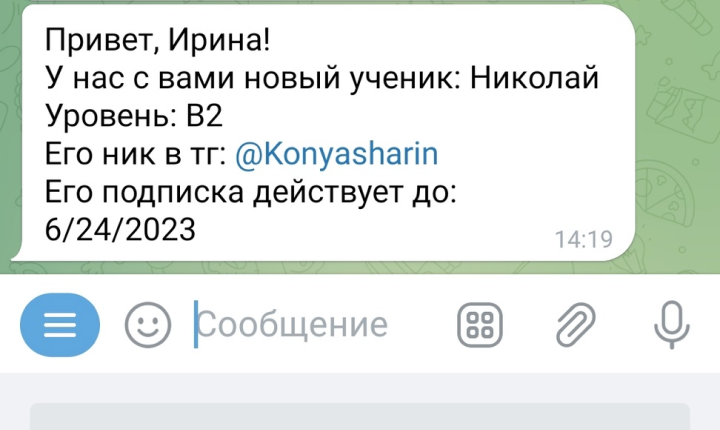 Привет, Ирина!
У нас с вами новый ученик: Николай
Уровень: B2
Его ник в тг: @Konyasharin
Его подписка действует до:
6/24/2023
14:19
Сообщение